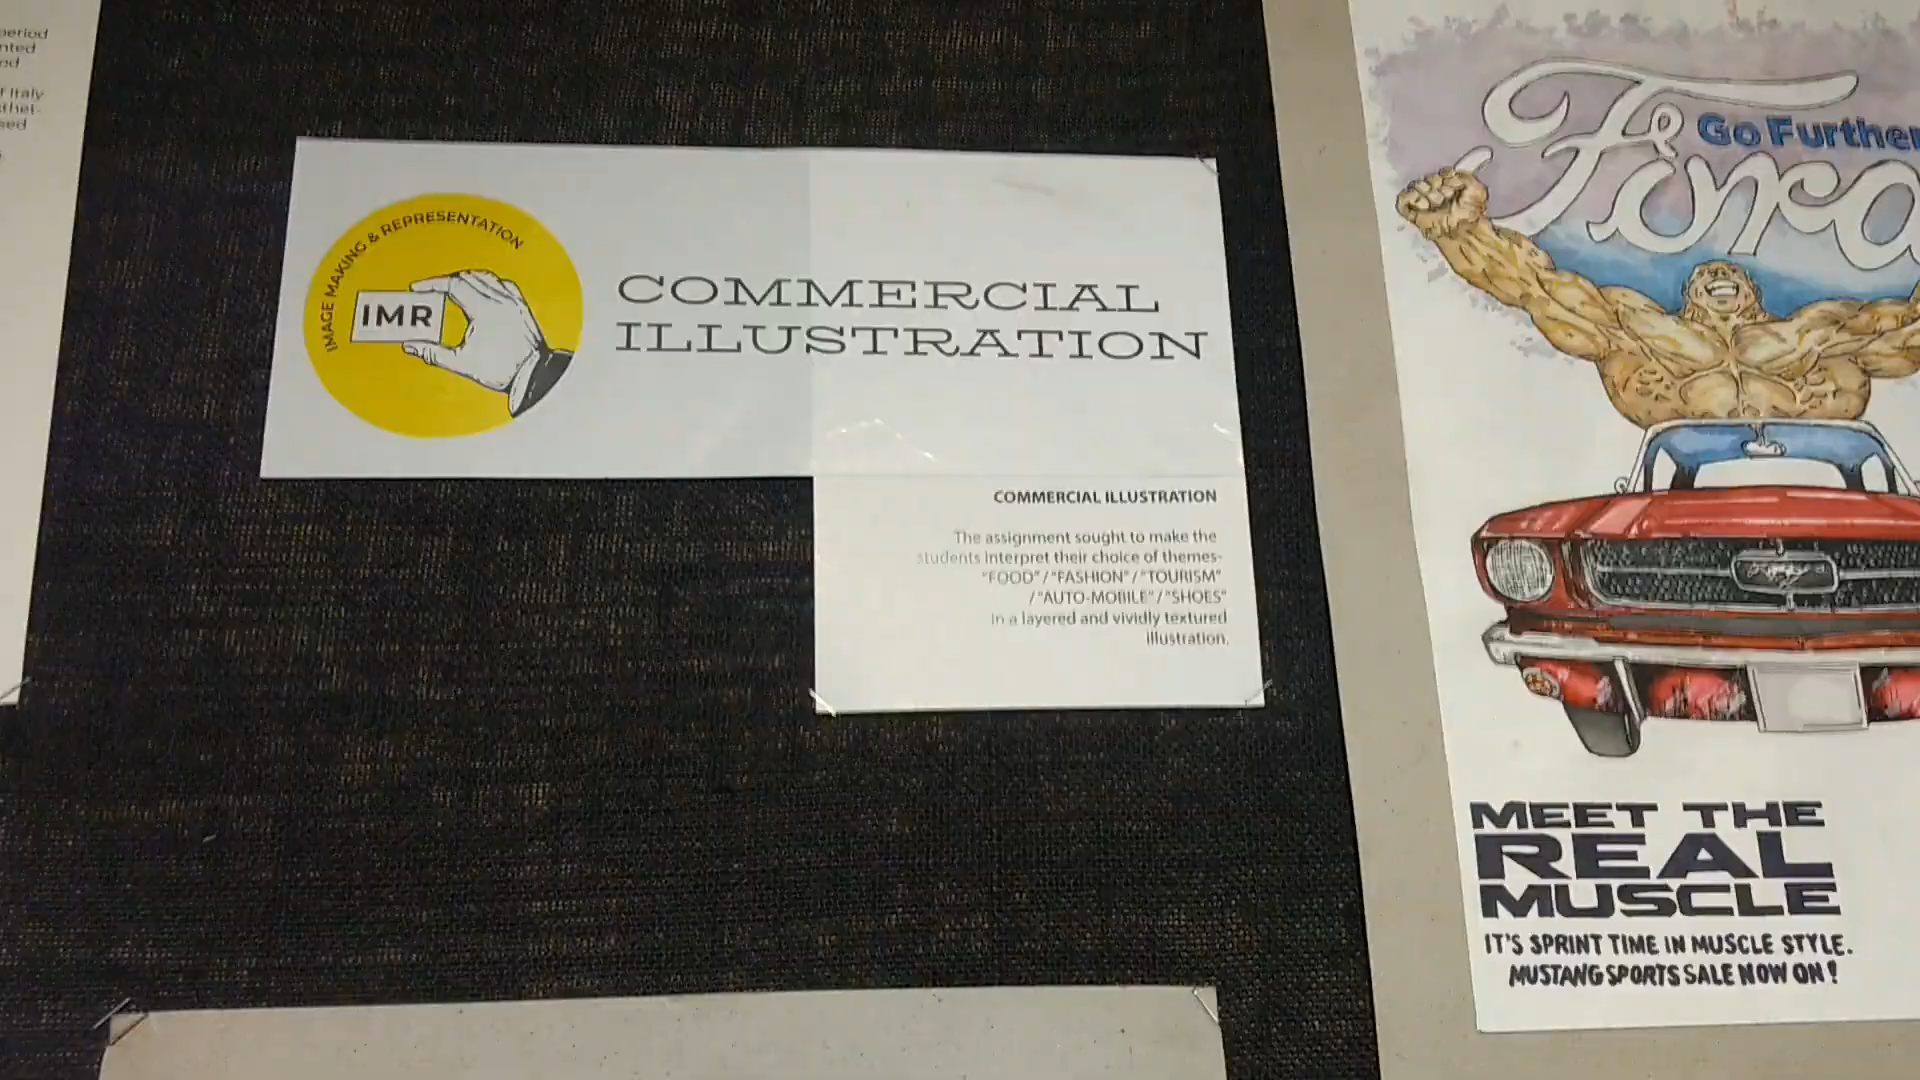 period
f Italy
IMAGE MAKING & REPRESENTATION
IMR
COMMERCIAL
ILLUSTRATION
COMMERCIAL ILLUSTRATION
The assignment sought to make the
students interpret their choice of themes-
"FOOD" / "FASHION" / "TOURISM"
/ "AUTO-MOBILE" / "SHOES"
in a layered and vividly textured
illustration.
Go Further
Ford
MEET THE
REAL
MUSCLE
IT'S SPRINT TIME IN MUSCLE STYLE.
MUSTANG SPORTS SALE NOW ON!